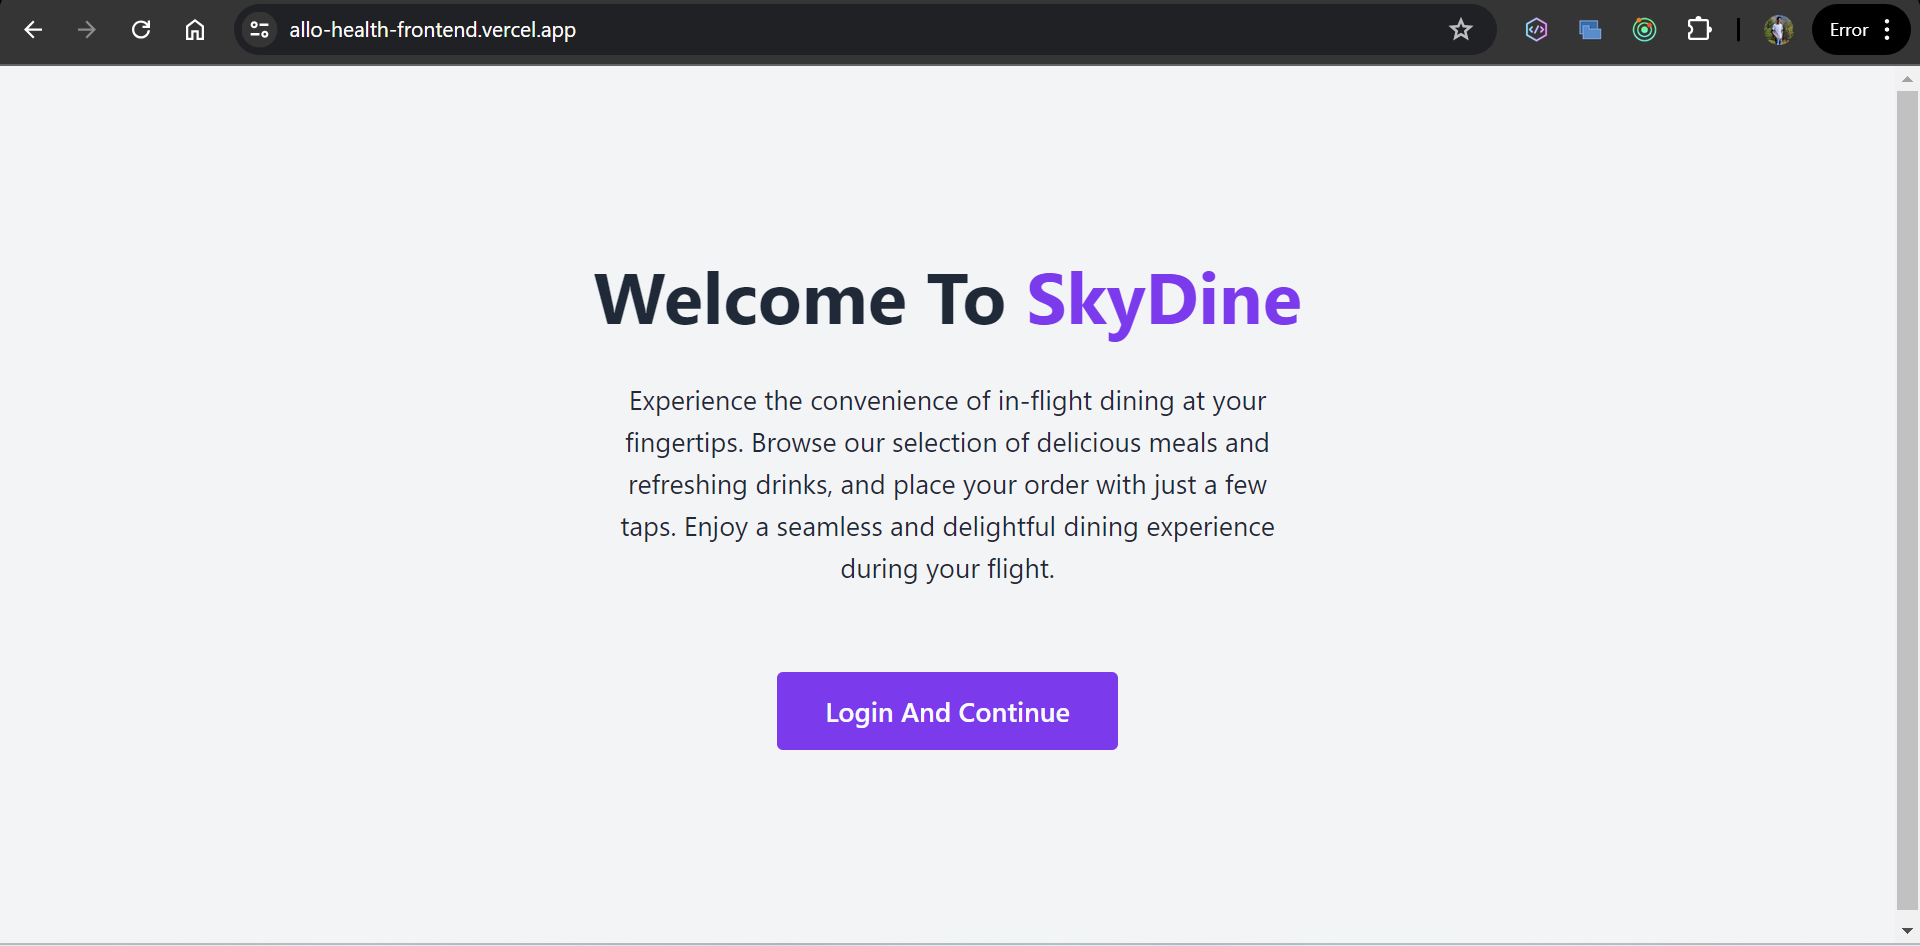 allo-health-frontend.vercel.app
Error
Welcome To SkyDine
Experience the convenience of in-flight dining at your
fingertips. Browse our selection of delicious meals and
refreshing drinks, and place your order with just a few
taps. Enjoy a seamless and delightful dining experience
during your flight.
Login And Continue